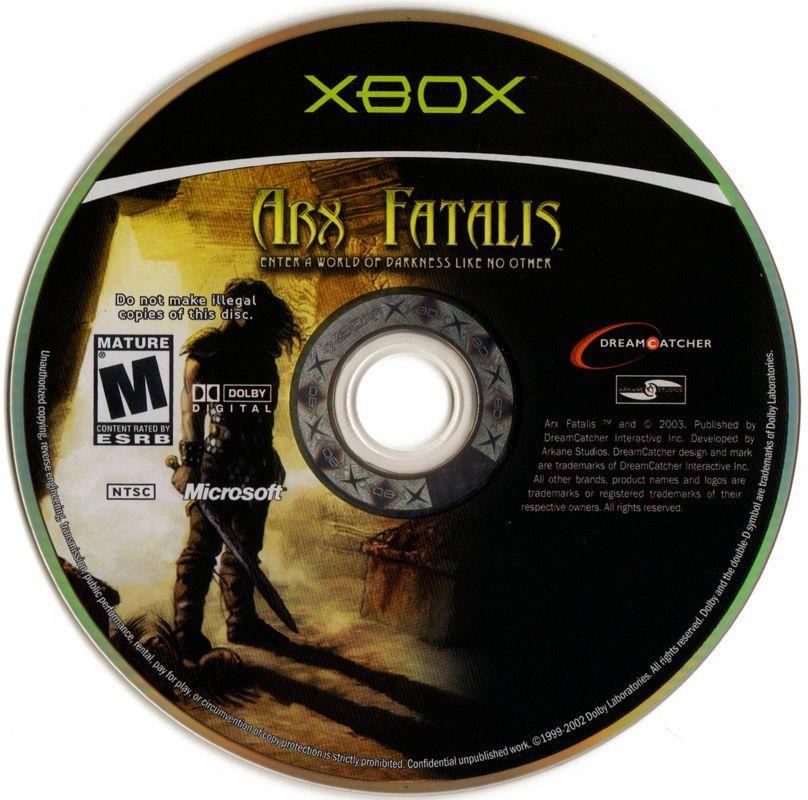 XBOX™
ARX FATALIS™
ENTER A WORLD OF DARKNESS LIKE NO OTHER
Do not make illegal
copies of this disc.
MATURE
M®
CONTENT RATED BY
ESRB
DOLBY
DIGITAL
NTSC
Microsoft®
DREAMCATCHER
ARKANE STUDIOS
Arx Fatalis ™ and © 2003. Published by
DreamCatcher Interactive Inc. Developed by
Arkane Studios. DreamCatcher design and mark
are trademarks of DreamCatcher Interactive Inc.
All other brands, product names and logos are
trademarks or registered trademarks of their
respective owners. All rights reserved.
Unauthorized copying, reverse engineering, transmission, public performance, rental, pay for play, or circumvention of copy protection is strictly prohibited. Confidential unpublished work. ©1999-2002 Dolby Laboratories. All rights reserved. Dolby and the double-D symbol are trademarks of Dolby Laboratories.